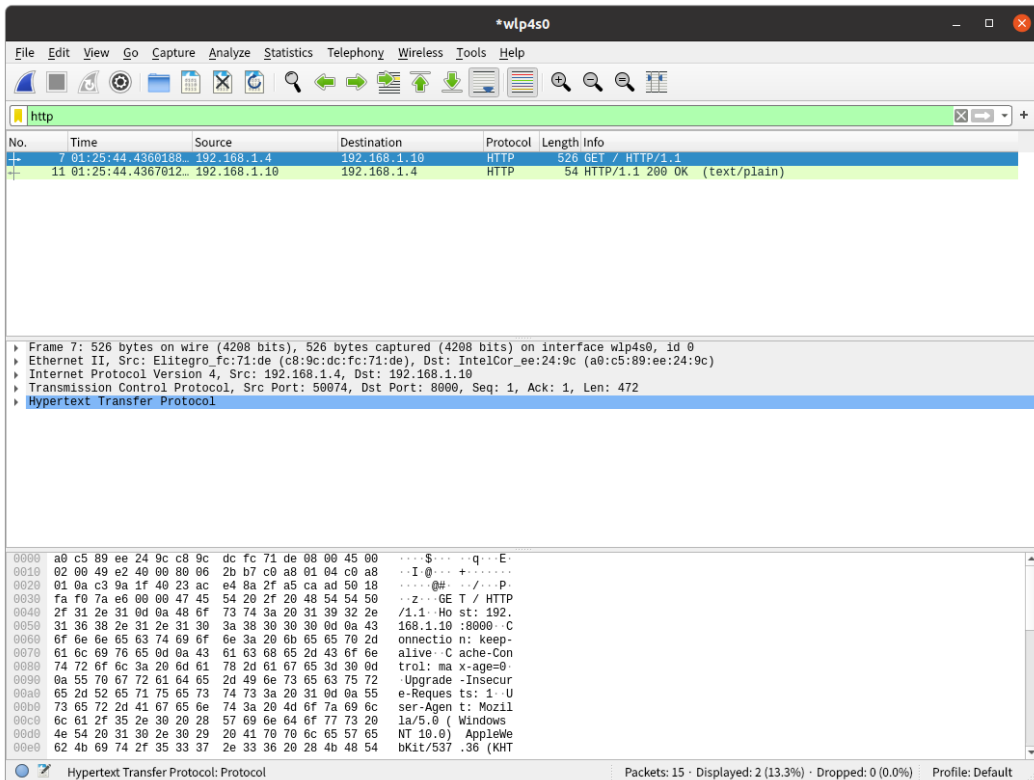 *wlp4s0
File Edit View Go Capture Analyze Statistics Telephony Wireless Tools Help
http
No. Time Source Destination Protocol Length Info
7 01:25:44.4360188… 192.168.1.4 192.168.1.10 HTTP 526 GET / HTTP/1.1
11 01:25:44.4367012… 192.168.1.10 192.168.1.4 HTTP 54 HTTP/1.1 200 OK (text/plain)
Frame 7: 526 bytes on wire (4208 bits), 526 bytes captured (4208 bits) on interface wlp4s0, id 0
Ethernet II, Src: Elitegro_fc:71:de (c8:9c:dc:fc:71:de), Dst: IntelCor_ee:24:9c (a0:c5:89:ee:24:9c)
Internet Protocol Version 4, Src: 192.168.1.4, Dst: 192.168.1.10
Transmission Control Protocol, Src Port: 50074, Dst Port: 8000, Seq: 1, Ack: 1, Len: 472
Hypertext Transfer Protocol
0000 a0 c5 89 ee 24 9c c8 9c dc fc 71 de 08 00 45 00 ····$··· ··q···E·
0010 02 00 49 e2 40 00 80 06 2b b7 c0 a8 01 04 c0 a8 ··I·@··· +·······
0020 01 0a c3 9a 1f 40 23 ac e4 8a 2f a5 ca ad 50 18 ·····@#· ··/···P·
0030 fa f0 7a e6 00 00 47 45 54 20 2f 20 48 54 54 50 ··z···GE T / HTTP
0040 2f 31 2e 31 0d 0a 48 6f 73 74 3a 20 31 39 32 2e /1.1··Ho st: 192.
0050 31 36 38 2e 31 2e 31 30 3a 38 30 30 30 0d 0a 43 168.1.10 :8000··C
0060 6f 6e 6e 65 63 74 69 6f 6e 3a 20 6b 65 65 70 2d onnectio n: keep-
0070 61 6c 69 76 65 0d 0a 43 61 63 68 65 2d 43 6f 6e alive··C ache-Con
0080 74 72 6f 6c 3a 20 6d 61 78 2d 61 67 65 3d 30 0d trol: ma x-age=0·
0090 0a 55 70 67 72 61 64 65 2d 49 6e 73 65 63 75 72 ·Upgrade -Insecur
00a0 65 2d 52 65 71 75 65 73 74 73 3a 20 31 0d 0a 55 e-Reques ts: 1··U
00b0 73 65 72 2d 41 67 65 6e 74 3a 20 4d 6f 7a 69 6c ser-Agen t: Mozil
00c0 6c 61 2f 35 2e 30 20 28 57 69 6e 64 6f 77 73 20 la/5.0 ( Windows
00d0 4e 54 20 31 30 2e 30 29 20 41 70 70 6c 65 57 65 NT 10.0) AppleWe
00e0 62 4b 69 74 2f 35 33 37 2e 33 36 20 28 4b 48 54 bKit/537 .36 (KHT
Hypertext Transfer Protocol: Protocol Packets: 15 · Displayed: 2 (13.3%) · Dropped: 0 (0.0%) Profile: Default